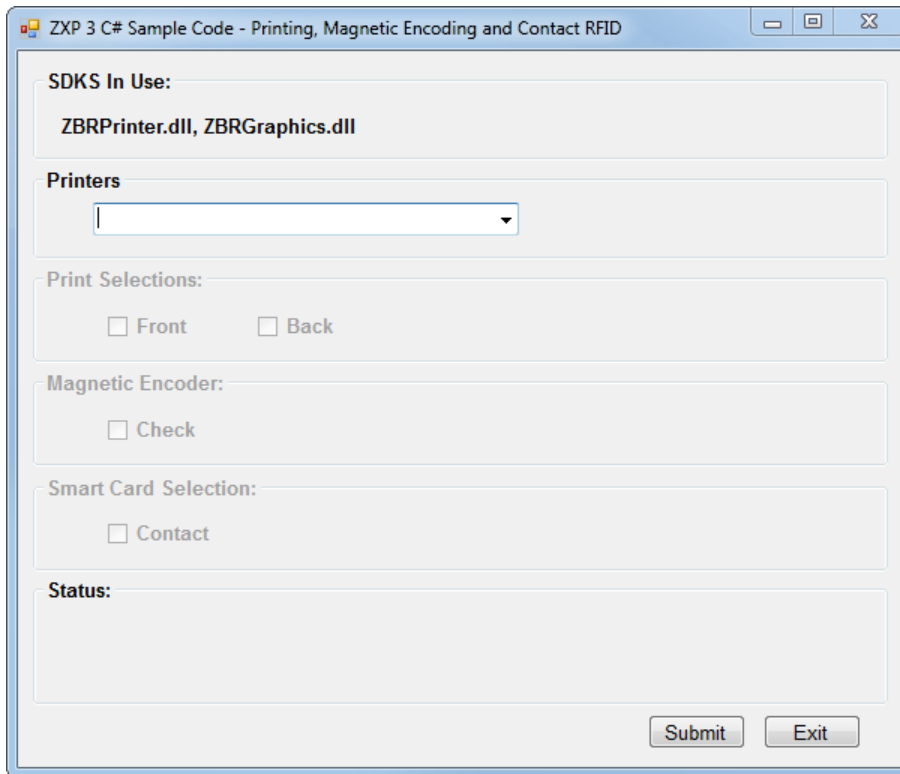 ZXP 3 C# Sample Code - Printing, Magnetic Encoding and Contact RFID
SDKS In Use:
ZBRPrinter.dll, ZBRGraphics.dll
Printers
Print Selections:
Front Back
Magnetic Encoder:
Check
Smart Card Selection:
Contact
Status:
Submit Exit